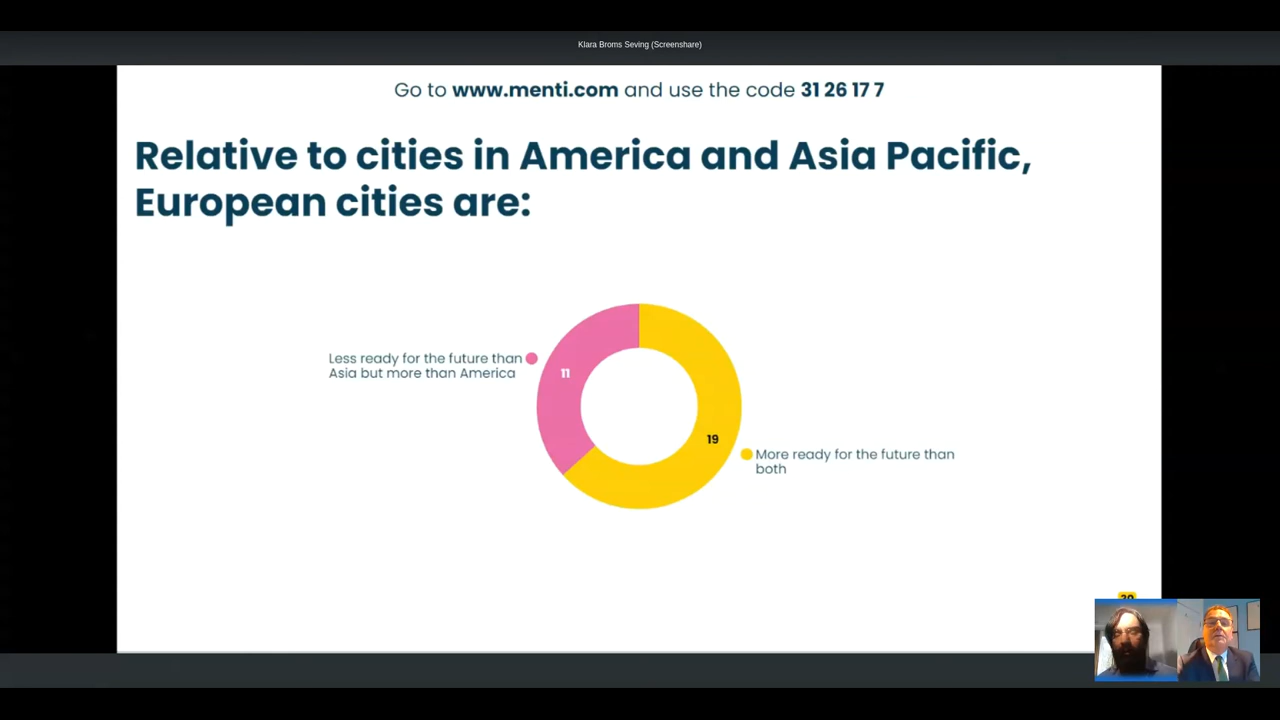 Klara Broms Seving (Screenshare)
Go to www.menti.com and use the code 31 26 17 7
Relative to cities in America and Asia Pacific,
European cities are:
Less ready for the future than
Asia but more than America
11
19
More ready for the future than
both